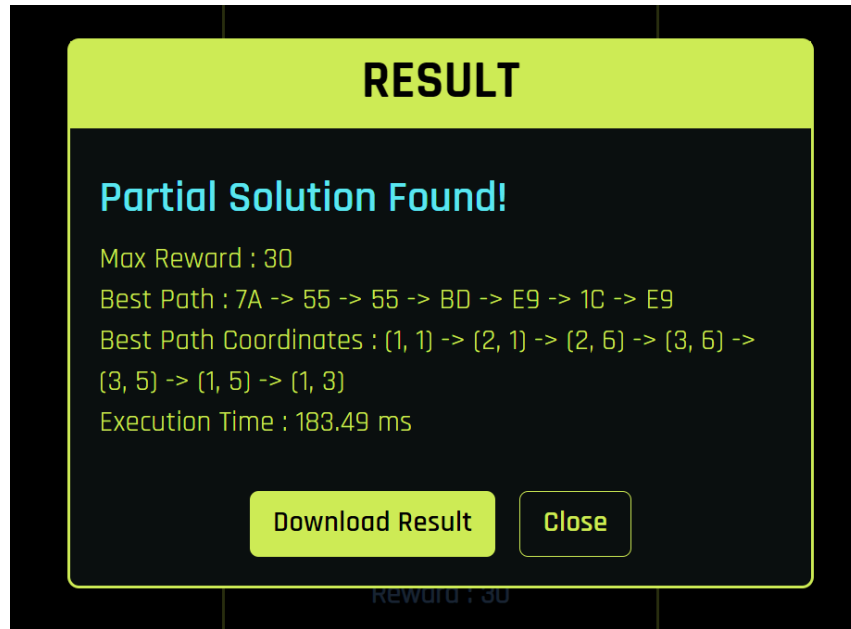 RESULT
Partial Solution Found!
Max Reward : 30
Best Path : 7A -> 55 -> 55 -> BD -> E9 -> 1C -> E9
Best Path Coordinates : (1, 1) -> (2, 1) -> (2, 6) -> (3, 6) ->
(3, 5) -> (1, 5) -> (1, 3)
Execution Time : 183.49 ms
Download Result
Close
Reward : 30